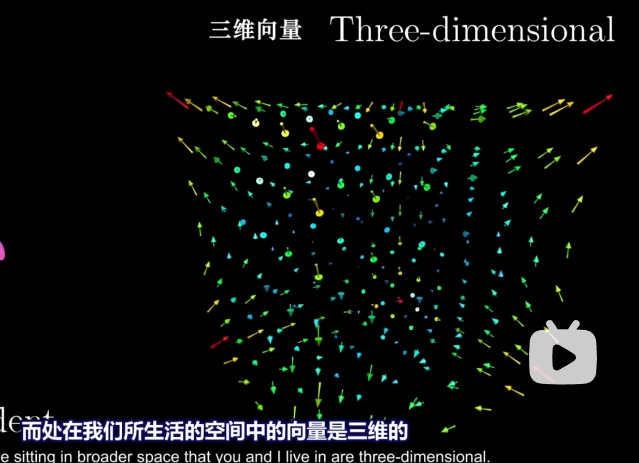 三维向量 Three-dimensional
而处在我们所生活的空间中的向量是三维的
sitting in broader space that you and I live in are three-dimensional.